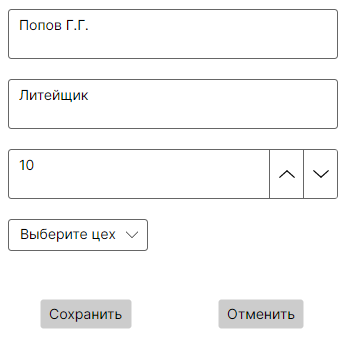 Попов Г.Г.
Литейщик
10
Выберите цех
Сохранить Отменить